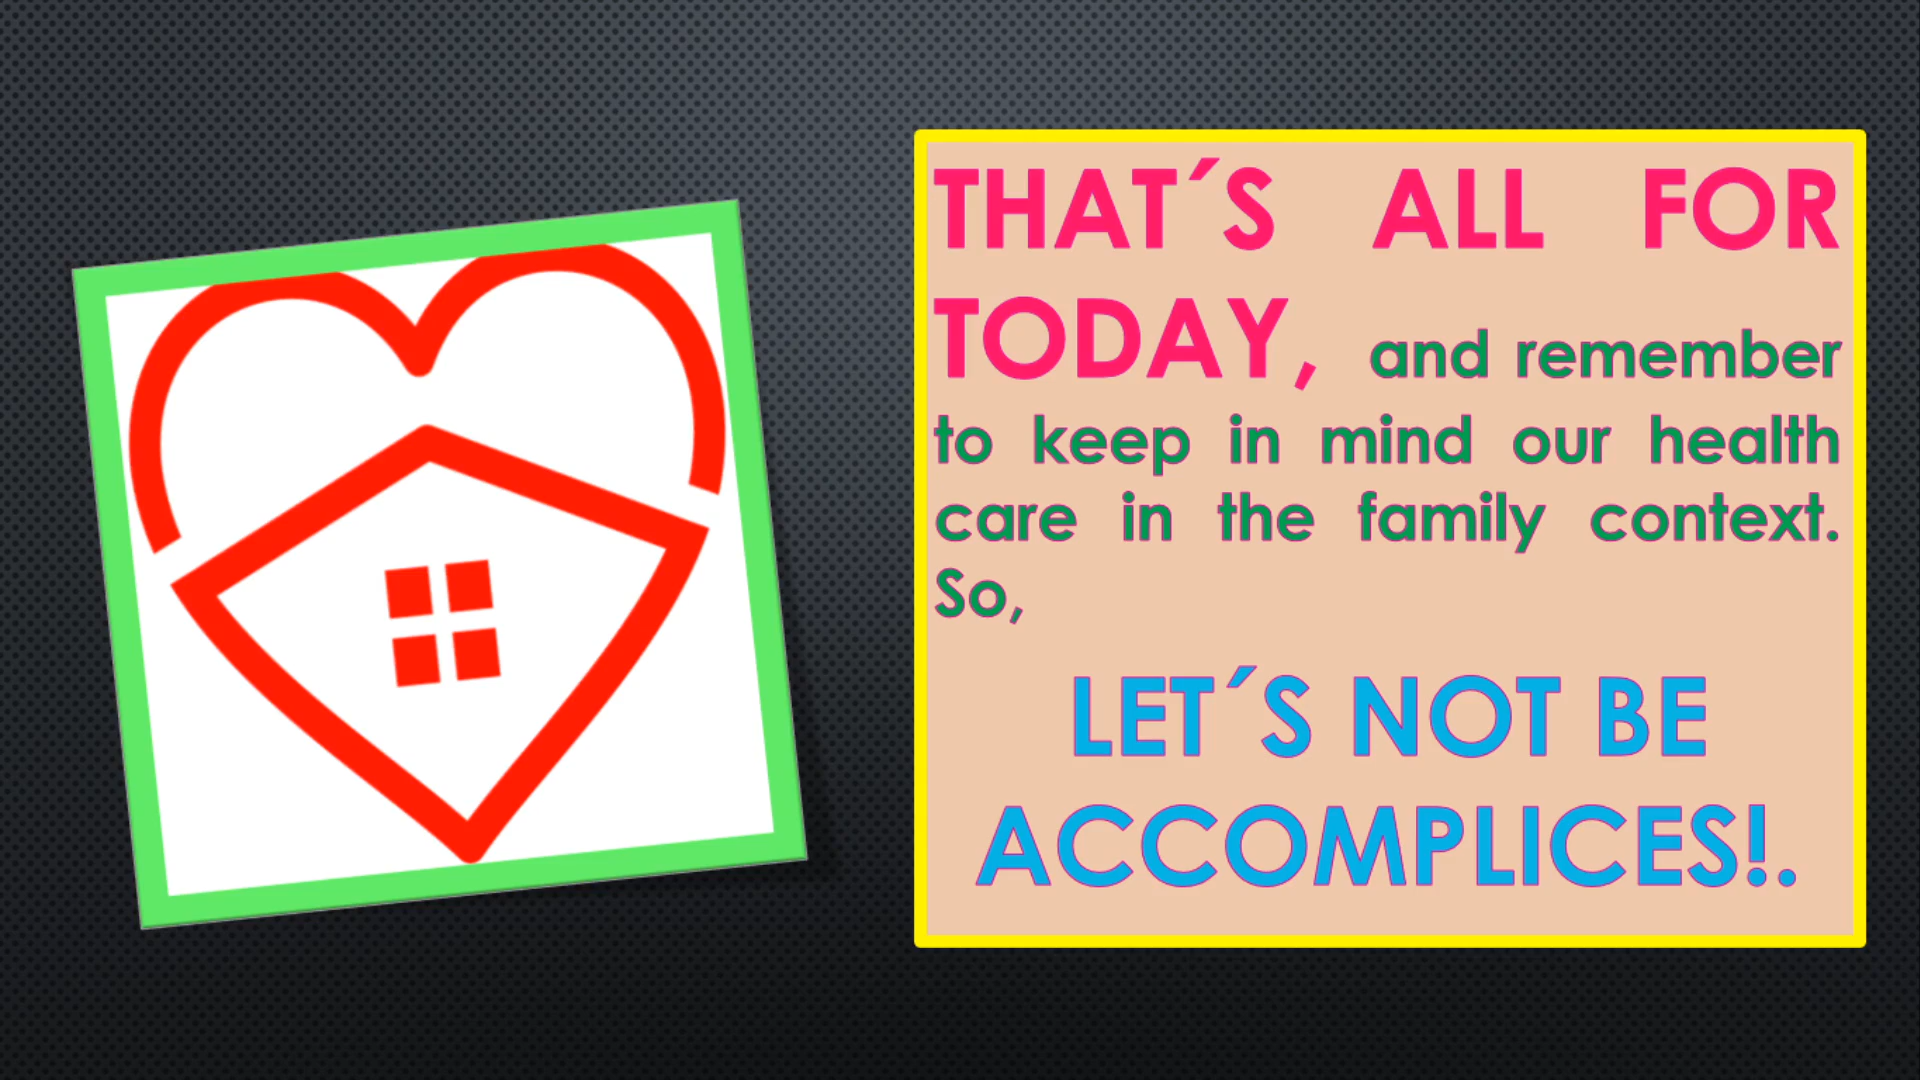 THAT´S ALL FOR
TODAY, and remember
to keep in mind our health
care in the family context.
So,
LET´S NOT BE
ACCOMPLICES!.